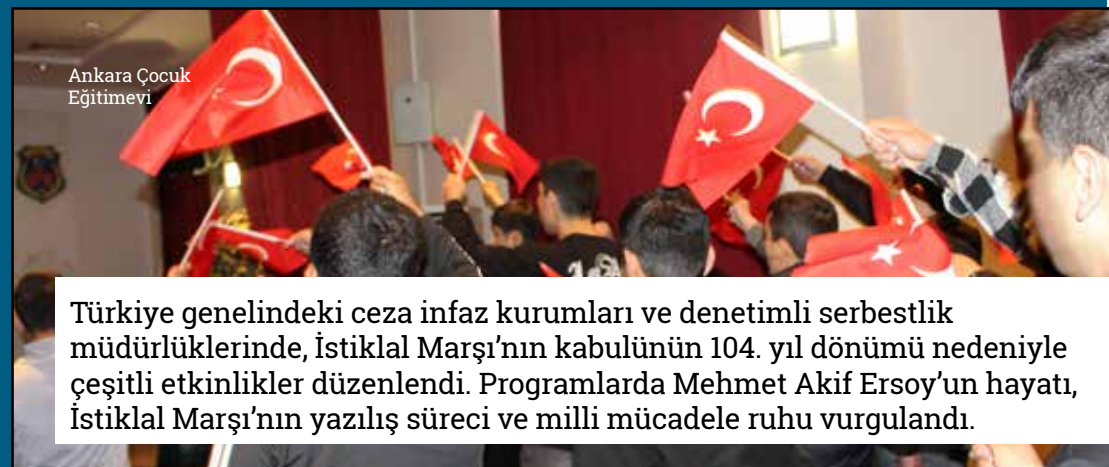 Ankara Çocuk
Eğitimevi
Türkiye genelindeki ceza infaz kurumları ve denetimli serbestlik
müdürlüklerinde, İstiklal Marşı’nın kabulünün 104. yıl dönümü nedeniyle
çeşitli etkinlikler düzenlendi. Programlarda Mehmet Akif Ersoy’un hayatı,
İstiklal Marşı’nın yazılış süreci ve milli mücadele ruhu vurgulandı.